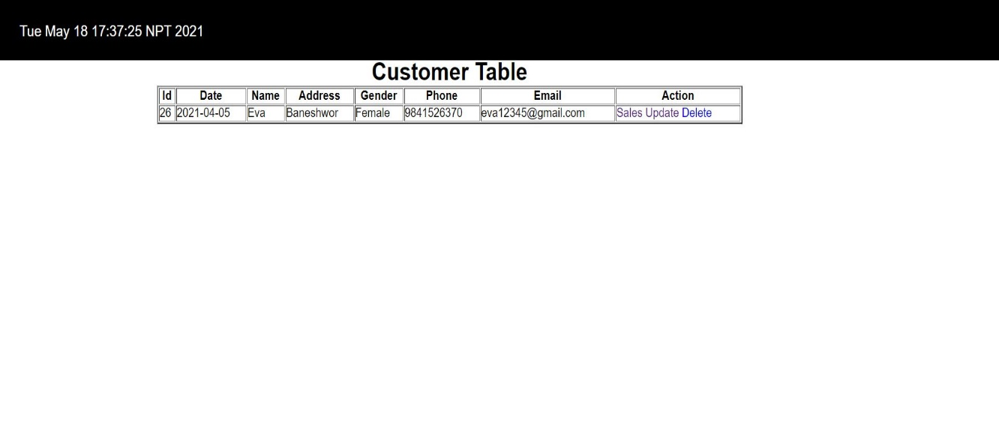 Tue May 18 17:37:25 NPT 2021
Customer Table
Id Date Name Address Gender Phone Email Action
26 2021-04-05 Eva Baneshwor Female 9841526370 eva12345@gmail.com Sales Update Delete